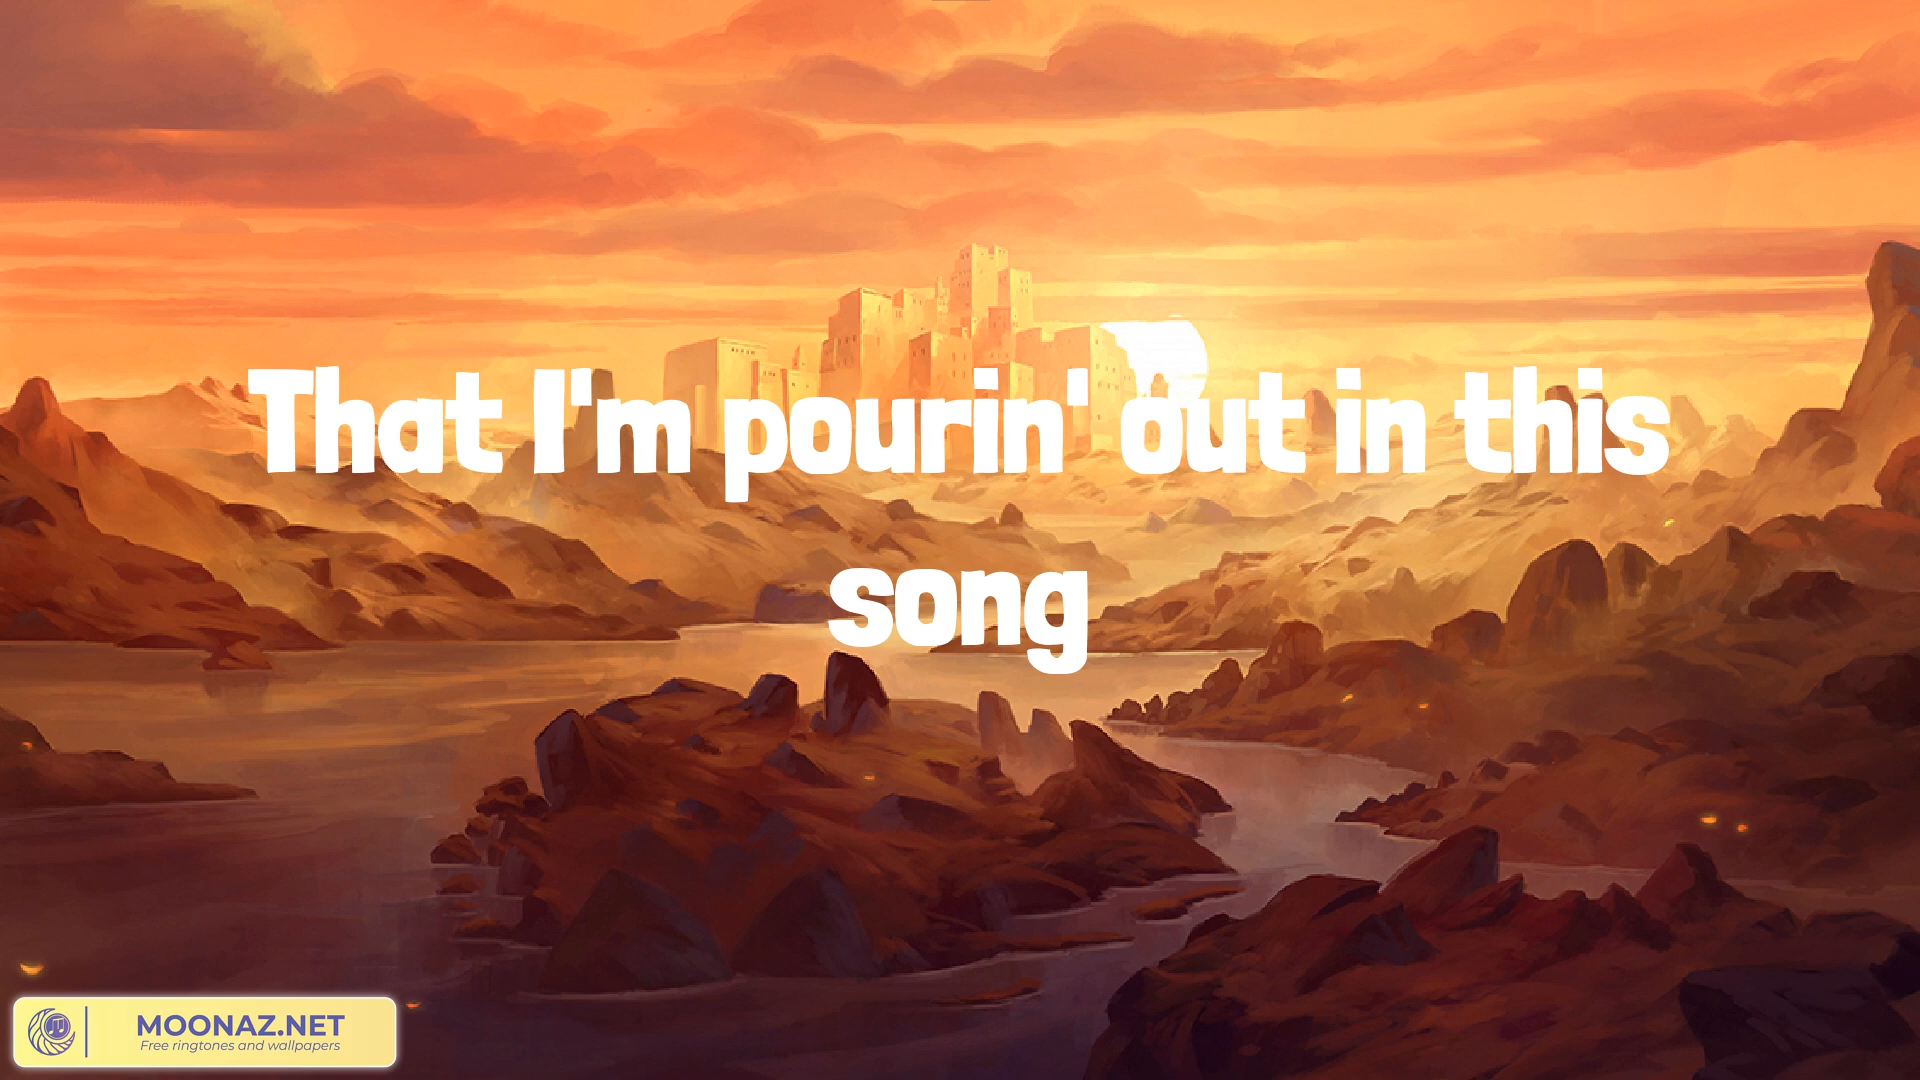 That I'm pourin' out in this
song
MOONAZ.NET
Free ringtones and wallpapers